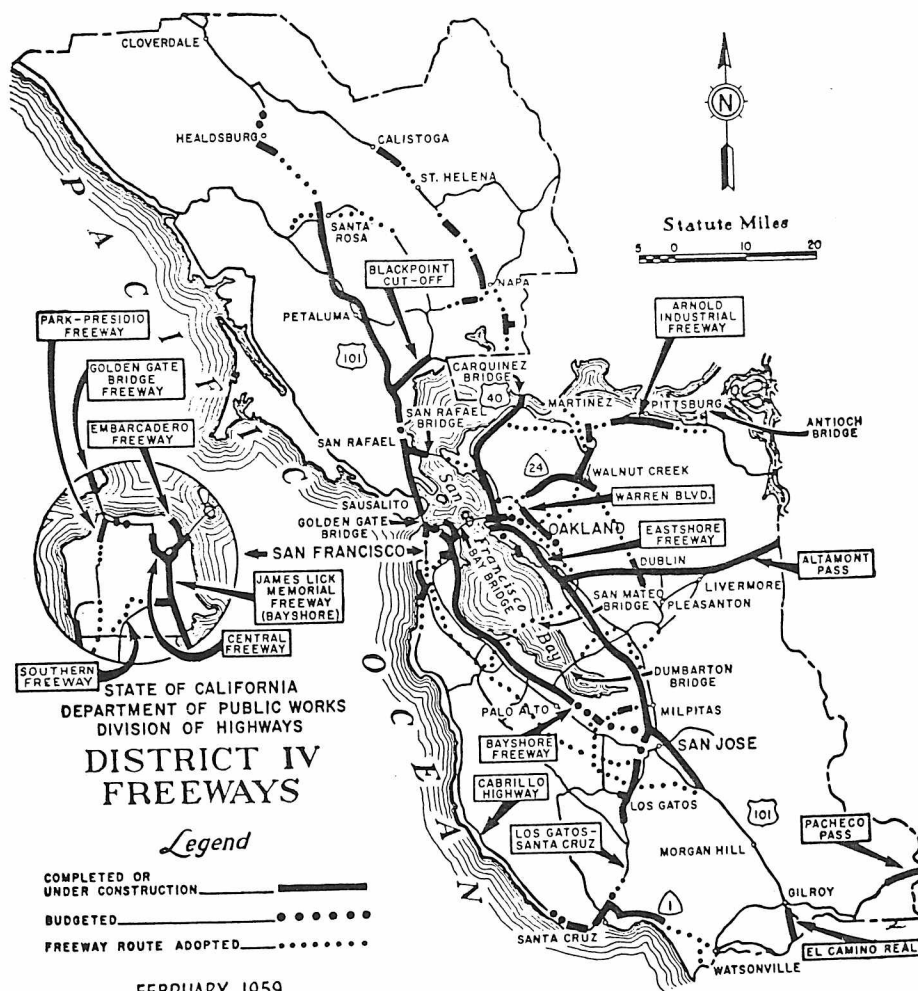 CLOVERDALE
HEALDSBURG
CALISTOGA
ST. HELENA
N
Statute Miles
5 0 10 20
SANTA
ROSA
BLACKPOINT
CUT-OFF
NAPA
PETALUMA
101
ARNOLD
INDUSTRIAL
FREEWAY
PARK-PRESIDIO
FREEWAY
GOLDEN GATE
BRIDGE
FREEWAY
EMBARCADERO
FREEWAY
CARQUINEZ
BRIDGE
40
MARTINEZ
PITTSBURG
ANTIOCH
BRIDGE
SAN RAFAEL
BRIDGE
SAN RAFAEL
24
WALNUT CREEK
WARREN BLVD.
SAUSALITO
GOLDEN GATE
BRIDGE
OAKLAND
EASTSHORE
FREEWAY
SAN FRANCISCO
BAY
BRIDGE
San Francisco Bay
DUBLIN
ALTAMONT
PASS
LIVERMORE
SAN MATEO
BRIDGE
PLEASANTON
JAMES LICK
MEMORIAL
FREEWAY
(BAYSHORE)
CENTRAL
FREEWAY
SOUTHERN
FREEWAY
DUMBARTON
BRIDGE
PALO ALTO
MILPITAS
BAYSHORE
FREEWAY
SAN JOSE
CABRILLO
HIGHWAY
LOS GATOS
LOS GATOS-
SANTA CRUZ
101
PACHECO
PASS
MORGAN HILL
GILROY
1
SANTA CRUZ
WATSONVILLE
EL CAMINO REAL
PACIFIC
OCEAN
STATE OF CALIFORNIA
DEPARTMENT OF PUBLIC WORKS
DIVISION OF HIGHWAYS
DISTRICT IV
FREEWAYS
Legend
COMPLETED OR
UNDER CONSTRUCTION
BUDGETED
FREEWAY ROUTE ADOPTED
FEBRUARY 1959